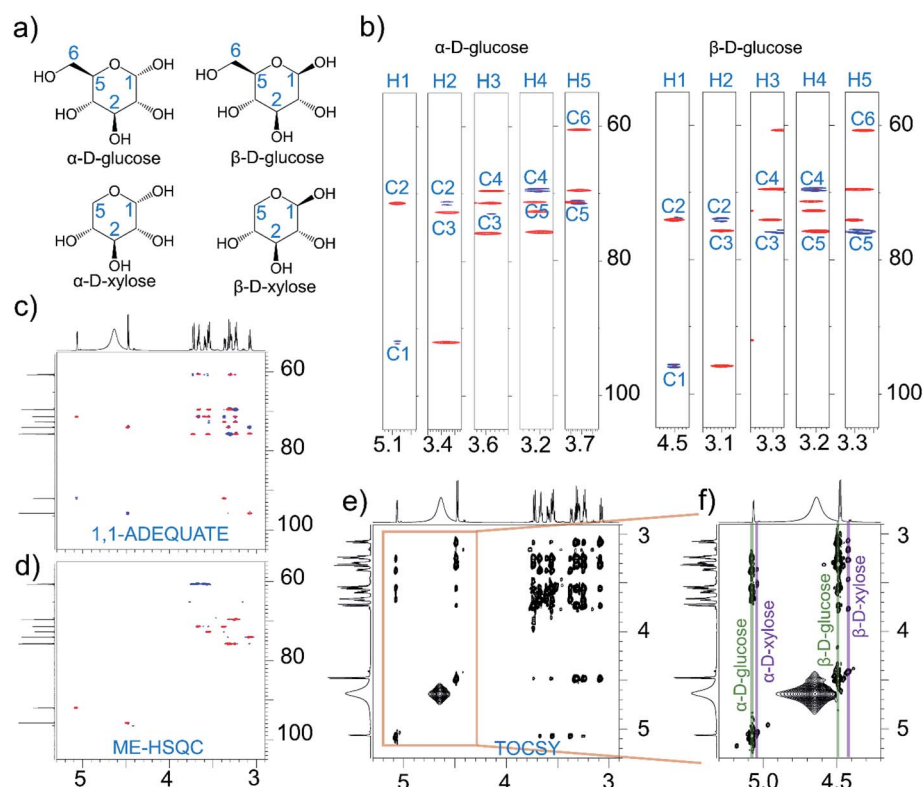 a)
6
HO
O
OH
5
1
2
HO
OH
OH
α-D-glucose
6
HO
O
OH
5
1
2
HO
OH
OH
β-D-glucose
O
OH
5
1
2
HO
OH
OH
α-D-xylose
O
OH
5
1
2
HO
OH
OH
β-D-xylose
b)
α-D-glucose
H1 H2 H3 H4 H5
C6
C2 C2 C4 C4
C3 C3 C5 C5
C1
60
80
100
5.1 3.4 3.6 3.2 3.7
β-D-glucose
H1 H2 H3 H4 H5
C6
C4 C4
C2 C2
C3 C3 C5 C5
C1
60
80
100
4.5 3.1 3.3 3.2 3.3
c)
60
80
100
1,1-ADEQUATE
d)
60
80
100
ME-HSQC
5 4 3
e)
3
4
5
TOCSY
5 4 3
f)
3
4
5
α-D-glucose
α-D-xylose
β-D-glucose
β-D-xylose
5.0 4.5